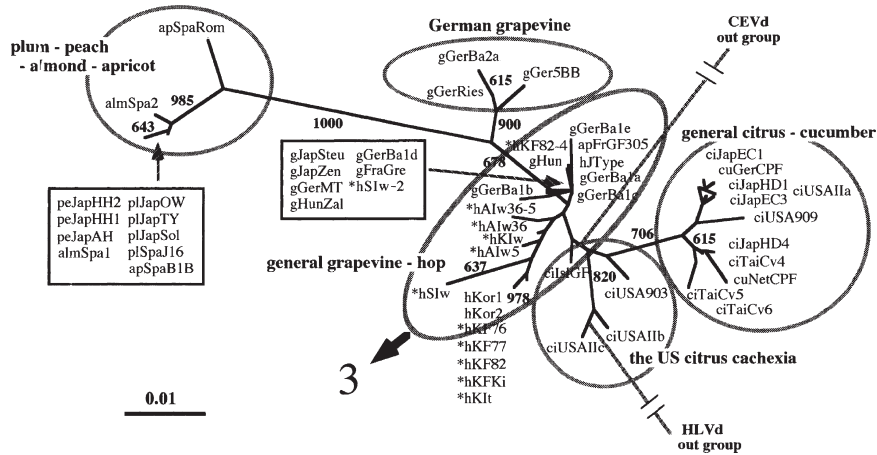 German grapevine
CEVd
out group
plum - peach
- almond - apricot
apSpaRom
985
almSpa2
643
1000
gGerBa2a
615
gGer5BB
gGerRies
900
678
gJapSteu gGerBa1d
gJapZen gFraGre
gGerMT *hSIw-2
gHunZal
*hKF82-4
gHun
gGerBa1e
apFrGF305
hJType
gGerBa1a
gGerBa1c
gGerBa1b
*hAIw36-5
*hAIw36
*hKIw
*hAIw5
637
*hSIw
general grapevine - hop
978
hKor1
hKor2
*hKF76
*hKF77
*hKF82
*hKFKi
*hKIt
general citrus - cucumber
ciJapEC1
cuGerCPF
ciJapHD1
ciUSAIIa
ciJapEC3
ciUSA909
706
615
ciJapHD4
ciTaiCv4
cuNetCPF
ciTaiCv5
ciTaiCv6
ciIsIGF
820
ciUSA903
ciUSAIIb
ciUSAIIc
the US citrus cachexia
peJapHH2 plJapOW
peJapHH1 plJapTY
peJapAH plJapSol
almSpa1 plSpaJ16
apSpaB1B
3
0.01
HLVd
out group